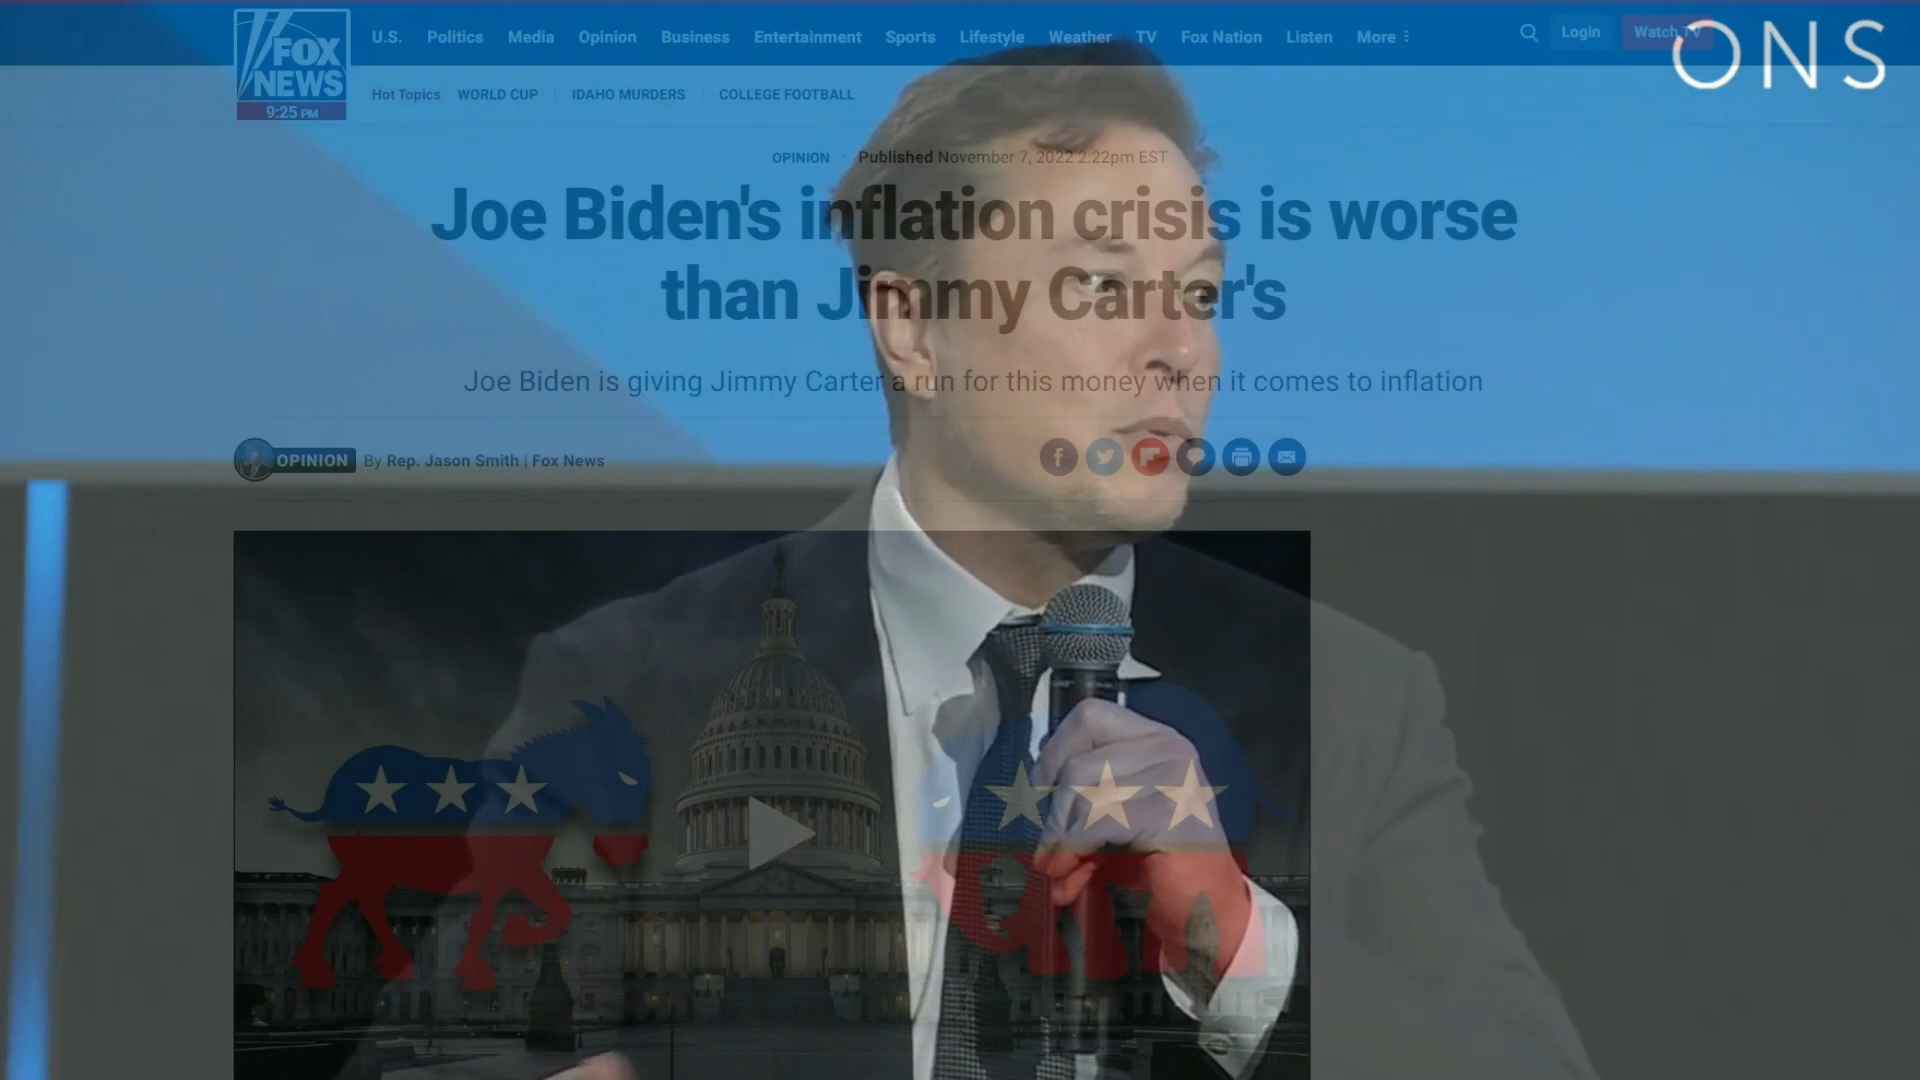 FOX
NEWS
9:25 PM
U.S. Politics Media Opinion Business Entertainment Sports Lifestyle Weather TV Fox Nation Listen More
Login
Watch TV
ONS
Hot Topics WORLD CUP IDAHO MURDERS COLLEGE FOOTBALL
OPINION · Published November 7, 2022 2:22pm EST
Joe Biden's inflation crisis is worse
than Jimmy Carter's
Joe Biden is giving Jimmy Carter a run for this money when it comes to inflation
OPINION By Rep. Jason Smith | Fox News